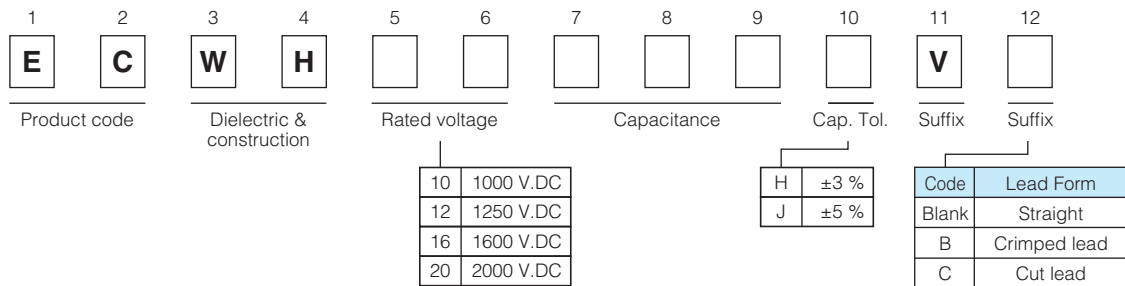 1 2 3 4 5 6 7 8 9 10 11 12
E C W H V
Product code Dielectric & Rated voltage Capacitance Cap. Tol. Suffix Suffix
construction
10 1000 V.DC H ±3 % Code Lead Form
12 1250 V.DC J ±5 % Blank Straight
16 1600 V.DC B Crimped lead
20 2000 V.DC C Cut lead